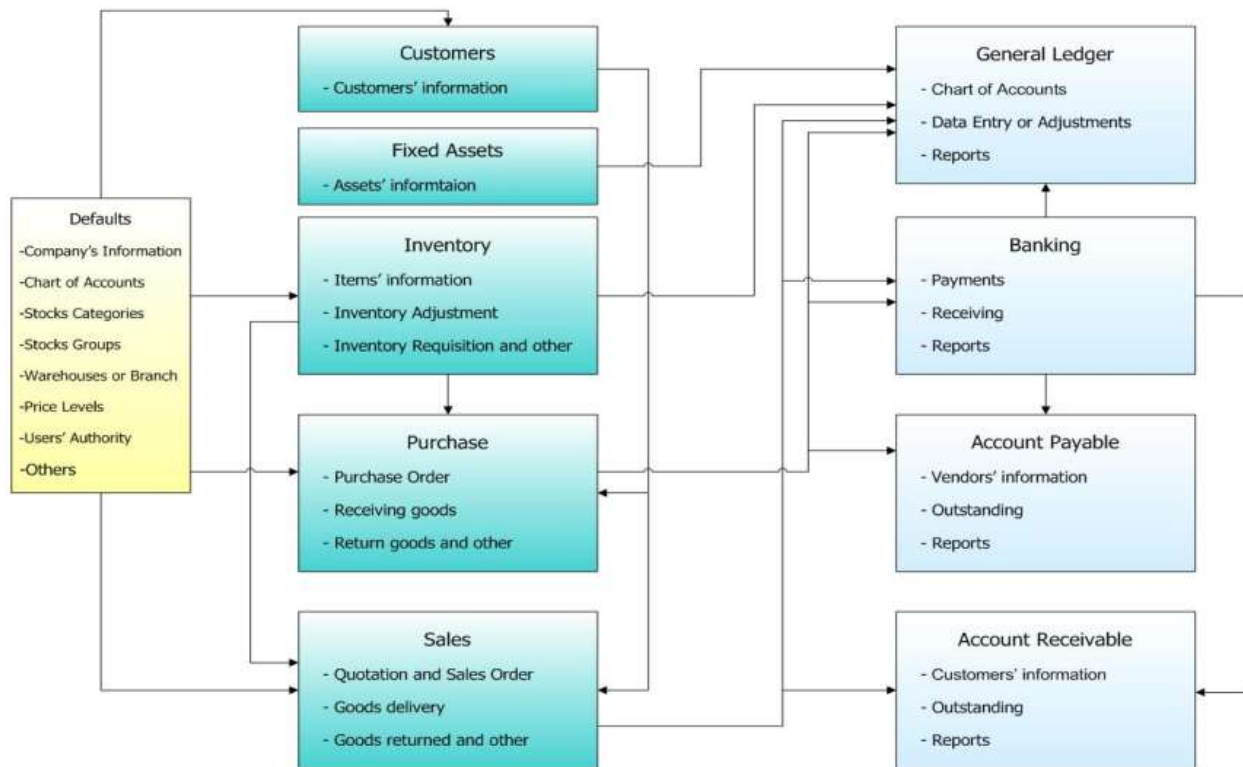 Defaults
-Company's Information
-Chart of Accounts
-Stocks Categories
-Stocks Groups
-Warehouses or Branch
-Price Levels
-Users' Authority
-Others
Customers
- Customers' information
Fixed Assets
- Assets' informtaion
Inventory
- Items' information
- Inventory Adjustment
- Inventory Requisition and other
Purchase
- Purchase Order
- Receiving goods
- Return goods and other
Sales
- Quotation and Sales Order
- Goods delivery
- Goods returned and other
General Ledger
- Chart of Accounts
- Data Entry or Adjustments
- Reports
Banking
- Payments
- Receiving
- Reports
Account Payable
- Vendors' information
- Outstanding
- Reports
Account Receivable
- Customers' information
- Outstanding
- Reports